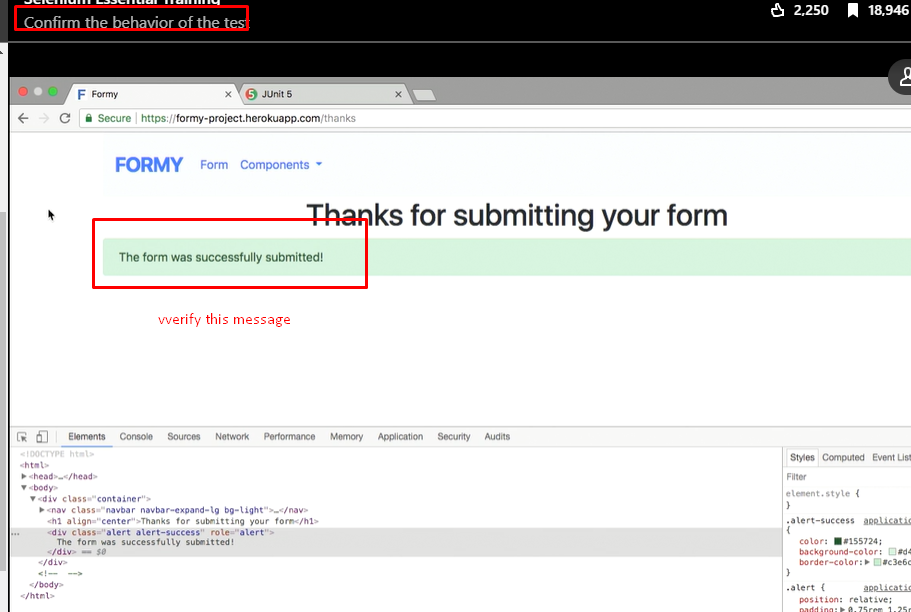 Selenium Essential Training
Confirm the behavior of the test
2,250
18,946
Formy
JUnit 5
Secure https://formy-project.herokuapp.com/thanks
FORMY Form Components
Thanks for submitting your form
The form was successfully submitted!
vverify this message
Elements Console Sources Network Performance Memory Application Security Audits
<!DOCTYPE html>
<html>
<head>…</head>
<body>
<div class="container">
<nav class="navbar navbar-expand-lg bg-light">…</nav>
<h1 align="center">Thanks for submitting your form</h1>
<div class="alert alert-success" role="alert">
The form was successfully submitted!
</div> == $0
</div>
<!-- -->
</body>
</html>
Styles Computed Event List
Filter
element.style {
}
.alert-success applicatio
{
color: #155724;
background-color: #d4
border-color: #c3e6c
}
.alert { applicatio
position: relative;
padding: 0.75rem 1.25r